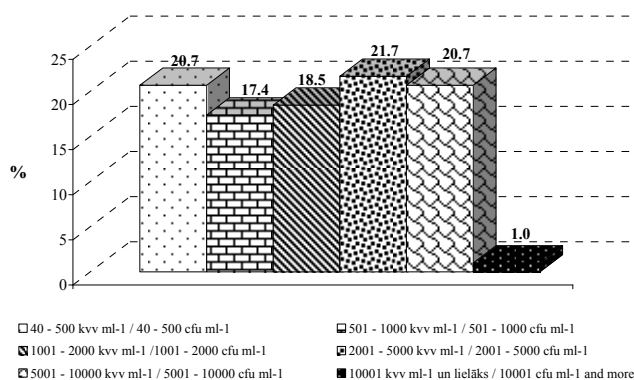 25
20
15
10
5
0
%
20.7
17.4
18.5
21.7
20.7
1.0
40 - 500 kvv ml-1 / 40 - 500 cfu ml-1
501 - 1000 kvv ml-1 / 501 - 1000 cfu ml-1
1001 - 2000 kvv ml-1 /1001 - 2000 cfu ml-1
2001 - 5000 kvv ml-1 / 2001 - 5000 cfu ml-1
5001 - 10000 kvv ml-1 / 5001 - 10000 cfu ml-1
10001 kvv ml-1 un lielāks / 10001 cfu ml-1 and more